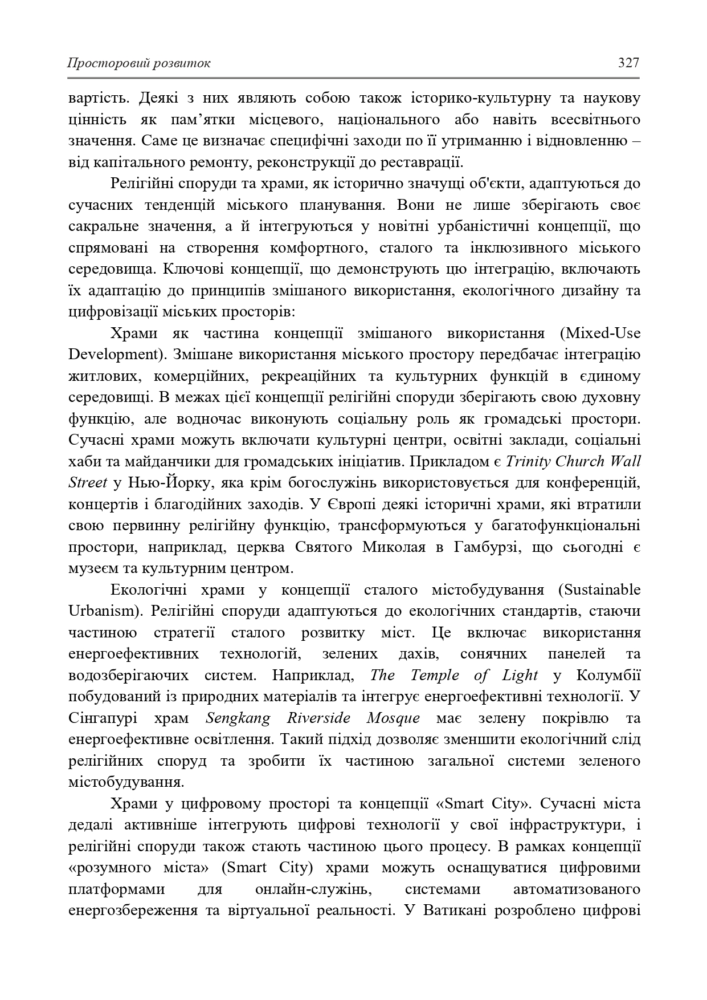 Просторовий розвиток 327
вартість. Деякі з них являють собою також історико-культурну та наукову
цінність як пам’ятки місцевого, національного або навіть всесвітнього
значення. Саме це визначає специфічні заходи по її утриманню і відновленню –
від капітального ремонту, реконструкції до реставрації.
Релігійні споруди та храми, як історично значущі об'єкти, адаптуються до
сучасних тенденцій міського планування. Вони не лише зберігають своє
сакральне значення, а й інтегруються у новітні урбаністичні концепції, що
спрямовані на створення комфортного, сталого та інклюзивного міського
середовища. Ключові концепції, що демонструють цю інтеграцію, включають
їх адаптацію до принципів змішаного використання, екологічного дизайну та
цифровізації міських просторів:
Храми як частина концепції змішаного використання (Mixed-Use
Development). Змішане використання міського простору передбачає інтеграцію
житлових, комерційних, рекреаційних та культурних функцій в єдиному
середовищі. В межах цієї концепції релігійні споруди зберігають свою духовну
функцію, але водночас виконують соціальну роль як громадські простори.
Сучасні храми можуть включати культурні центри, освітні заклади, соціальні
хаби та майданчики для громадських ініціатив. Прикладом є Trinity Church Wall
Street у Нью-Йорку, яка крім богослужінь використовується для конференцій,
концертів і благодійних заходів. У Європі деякі історичні храми, які втратили
свою первинну релігійну функцію, трансформуються у багатофункціональні
простори, наприклад, церква Святого Миколая в Гамбурзі, що сьогодні є
музеєм та культурним центром.
Екологічні храми у концепції сталого містобудування (Sustainable
Urbanism). Релігійні споруди адаптуються до екологічних стандартів, стаючи
частиною стратегії сталого розвитку міст. Це включає використання
енергоефективних технологій, зелених дахів, сонячних панелей та
водозберігаючих систем. Наприклад, The Temple of Light у Колумбії
побудований із природних матеріалів та інтегрує енергоефективні технології. У
Сінгапурі храм Sengkang Riverside Mosque має зелену покрівлю та
енергоефективне освітлення. Такий підхід дозволяє зменшити екологічний слід
релігійних споруд та зробити їх частиною загальної системи зеленого
містобудування.
Храми у цифровому просторі та концепції «Smart City». Сучасні міста
дедалі активніше інтегрують цифрові технології у свої інфраструктури, і
релігійні споруди також стають частиною цього процесу. В рамках концепції
«розумного міста» (Smart City) храми можуть оснащуватися цифровими
платформами для онлайн-служінь, системами автоматизованого
енергозбереження та віртуальної реальності. У Ватикані розроблено цифрові